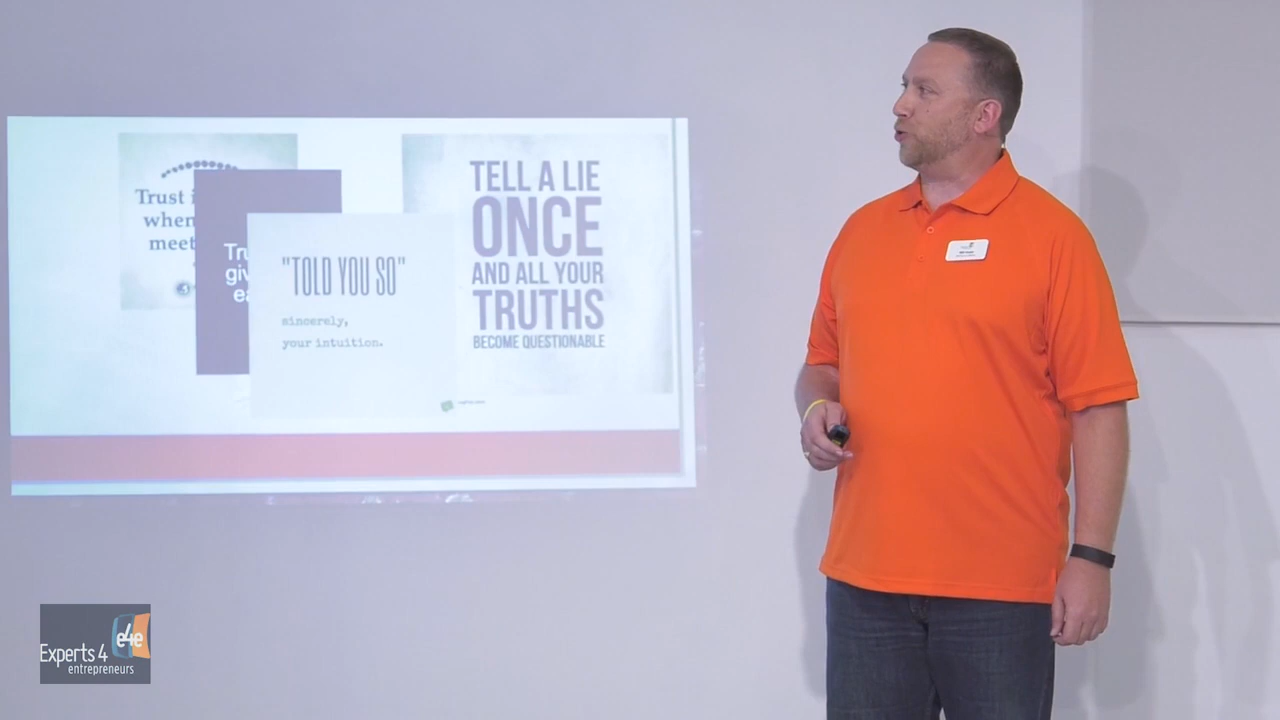 Trust i
when
meet
Tru
giv
ea
"TOLD YOU SO"
sincerely,
your intuition.
TELL A LIE
ONCE
AND ALL YOUR
TRUTHS
BECOME QUESTIONABLE
e4e
Experts 4
entrepreneurs